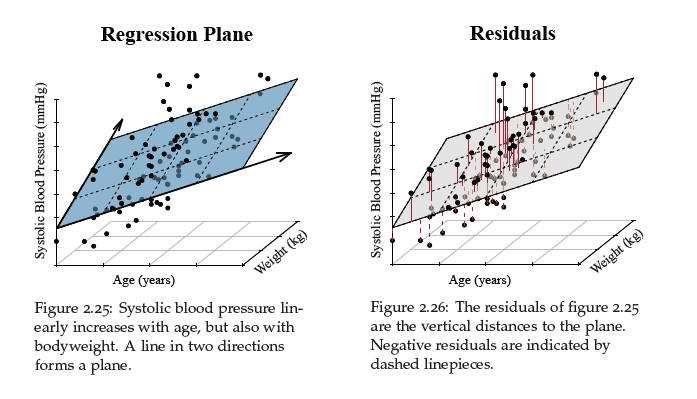 Regression Plane
Systolic Blood Pressure (mmHg)
Age (years)
Weight (kg)
Figure 2.25: Systolic blood pressure lin-
early increases with age, but also with
bodyweight. A line in two directions
forms a plane.
Residuals
Systolic Blood Pressure (mmHg)
Age (years)
Weight (kg)
Figure 2.26: The residuals of figure 2.25
are the vertical distances to the plane.
Negative residuals are indicated by
dashed linepieces.